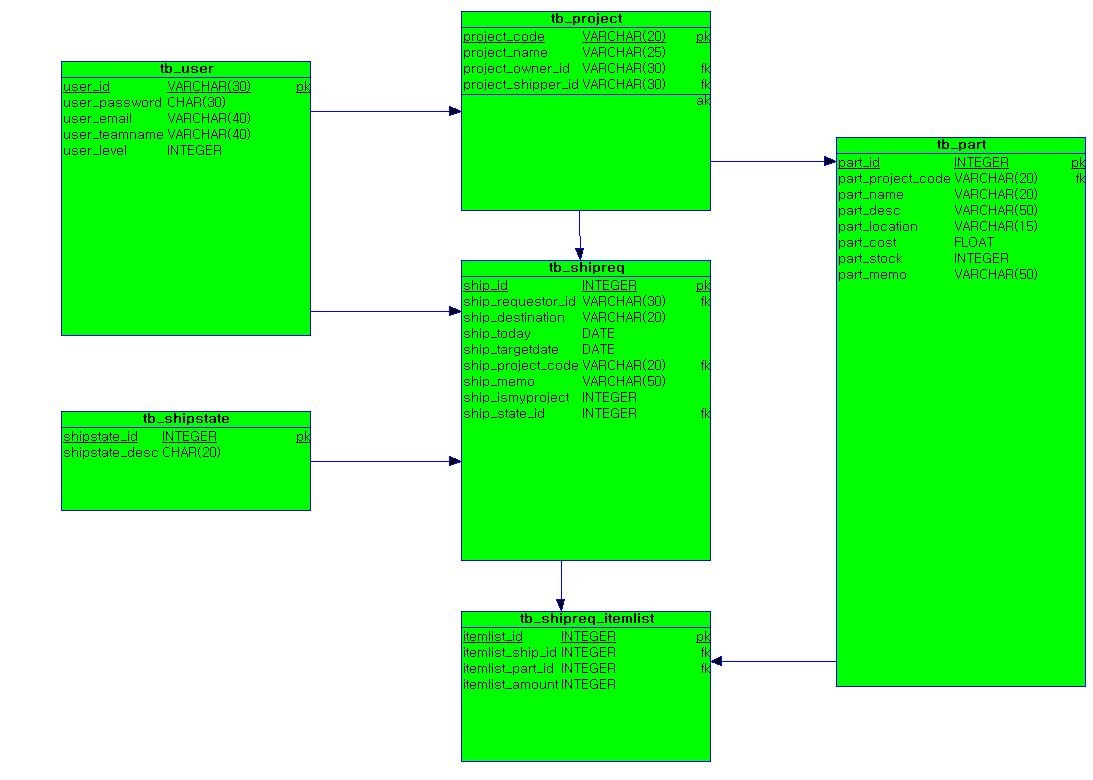 tb_project
project_code VARCHAR(20) pk
project_name VARCHAR(25)
project_owner_id VARCHAR(30) fk
project_shipper_id VARCHAR(30) fk
ak
tb_user
user_id VARCHAR(30) pk
user_password CHAR(30)
user_email VARCHAR(40)
user_teamname VARCHAR(40)
user_level INTEGER
tb_part
part_id INTEGER pk
part_project_code VARCHAR(20) fk
part_name VARCHAR(20)
part_desc VARCHAR(50)
part_location VARCHAR(15)
part_cost FLOAT
part_stock INTEGER
part_memo VARCHAR(50)
tb_shipreq
ship_id INTEGER pk
ship_requestor_id VARCHAR(30) fk
ship_destination VARCHAR(20)
ship_today DATE
ship_targetdate DATE
ship_project_code VARCHAR(20) fk
ship_memo VARCHAR(50)
ship_ismyproject INTEGER
ship_state_id INTEGER fk
tb_shipstate
shipstate_id INTEGER pk
shipstate_desc CHAR(20)
tb_shipreq_itemlist
itemlist_id INTEGER pk
itemlist_ship_id INTEGER fk
itemlist_part_id INTEGER fk
itemlist_amount INTEGER